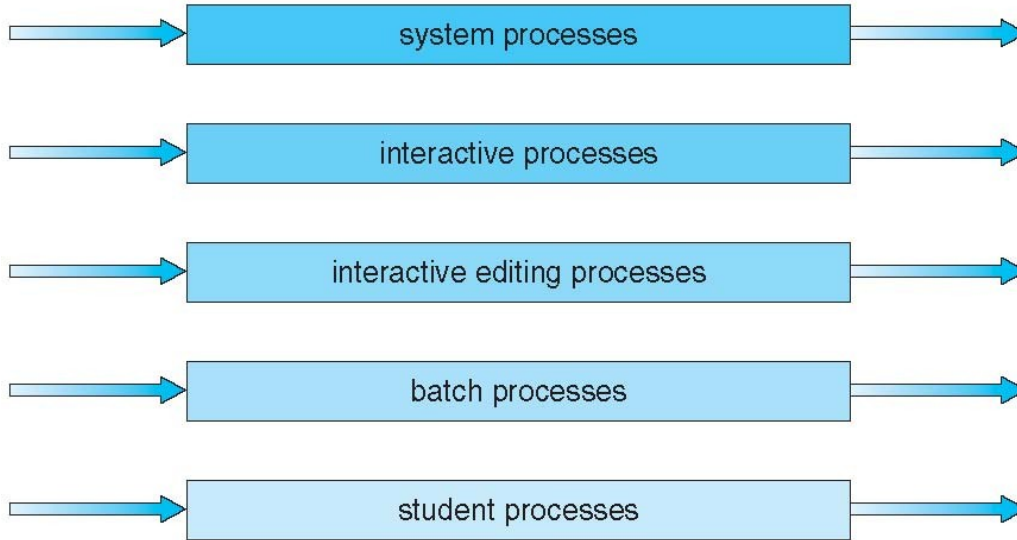 system processes
interactive processes
interactive editing processes
batch processes
student processes